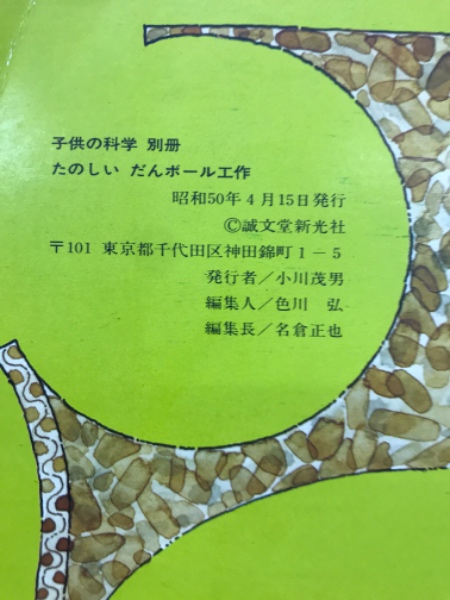 子供の科学 別冊
たのしい だんボール工作
昭和50年4月15日発行
©誠文堂新光社
〒101 東京都千代田区神田錦町1-5
発行者/小川茂男
編集人/色川 弘
編集長/名倉正也